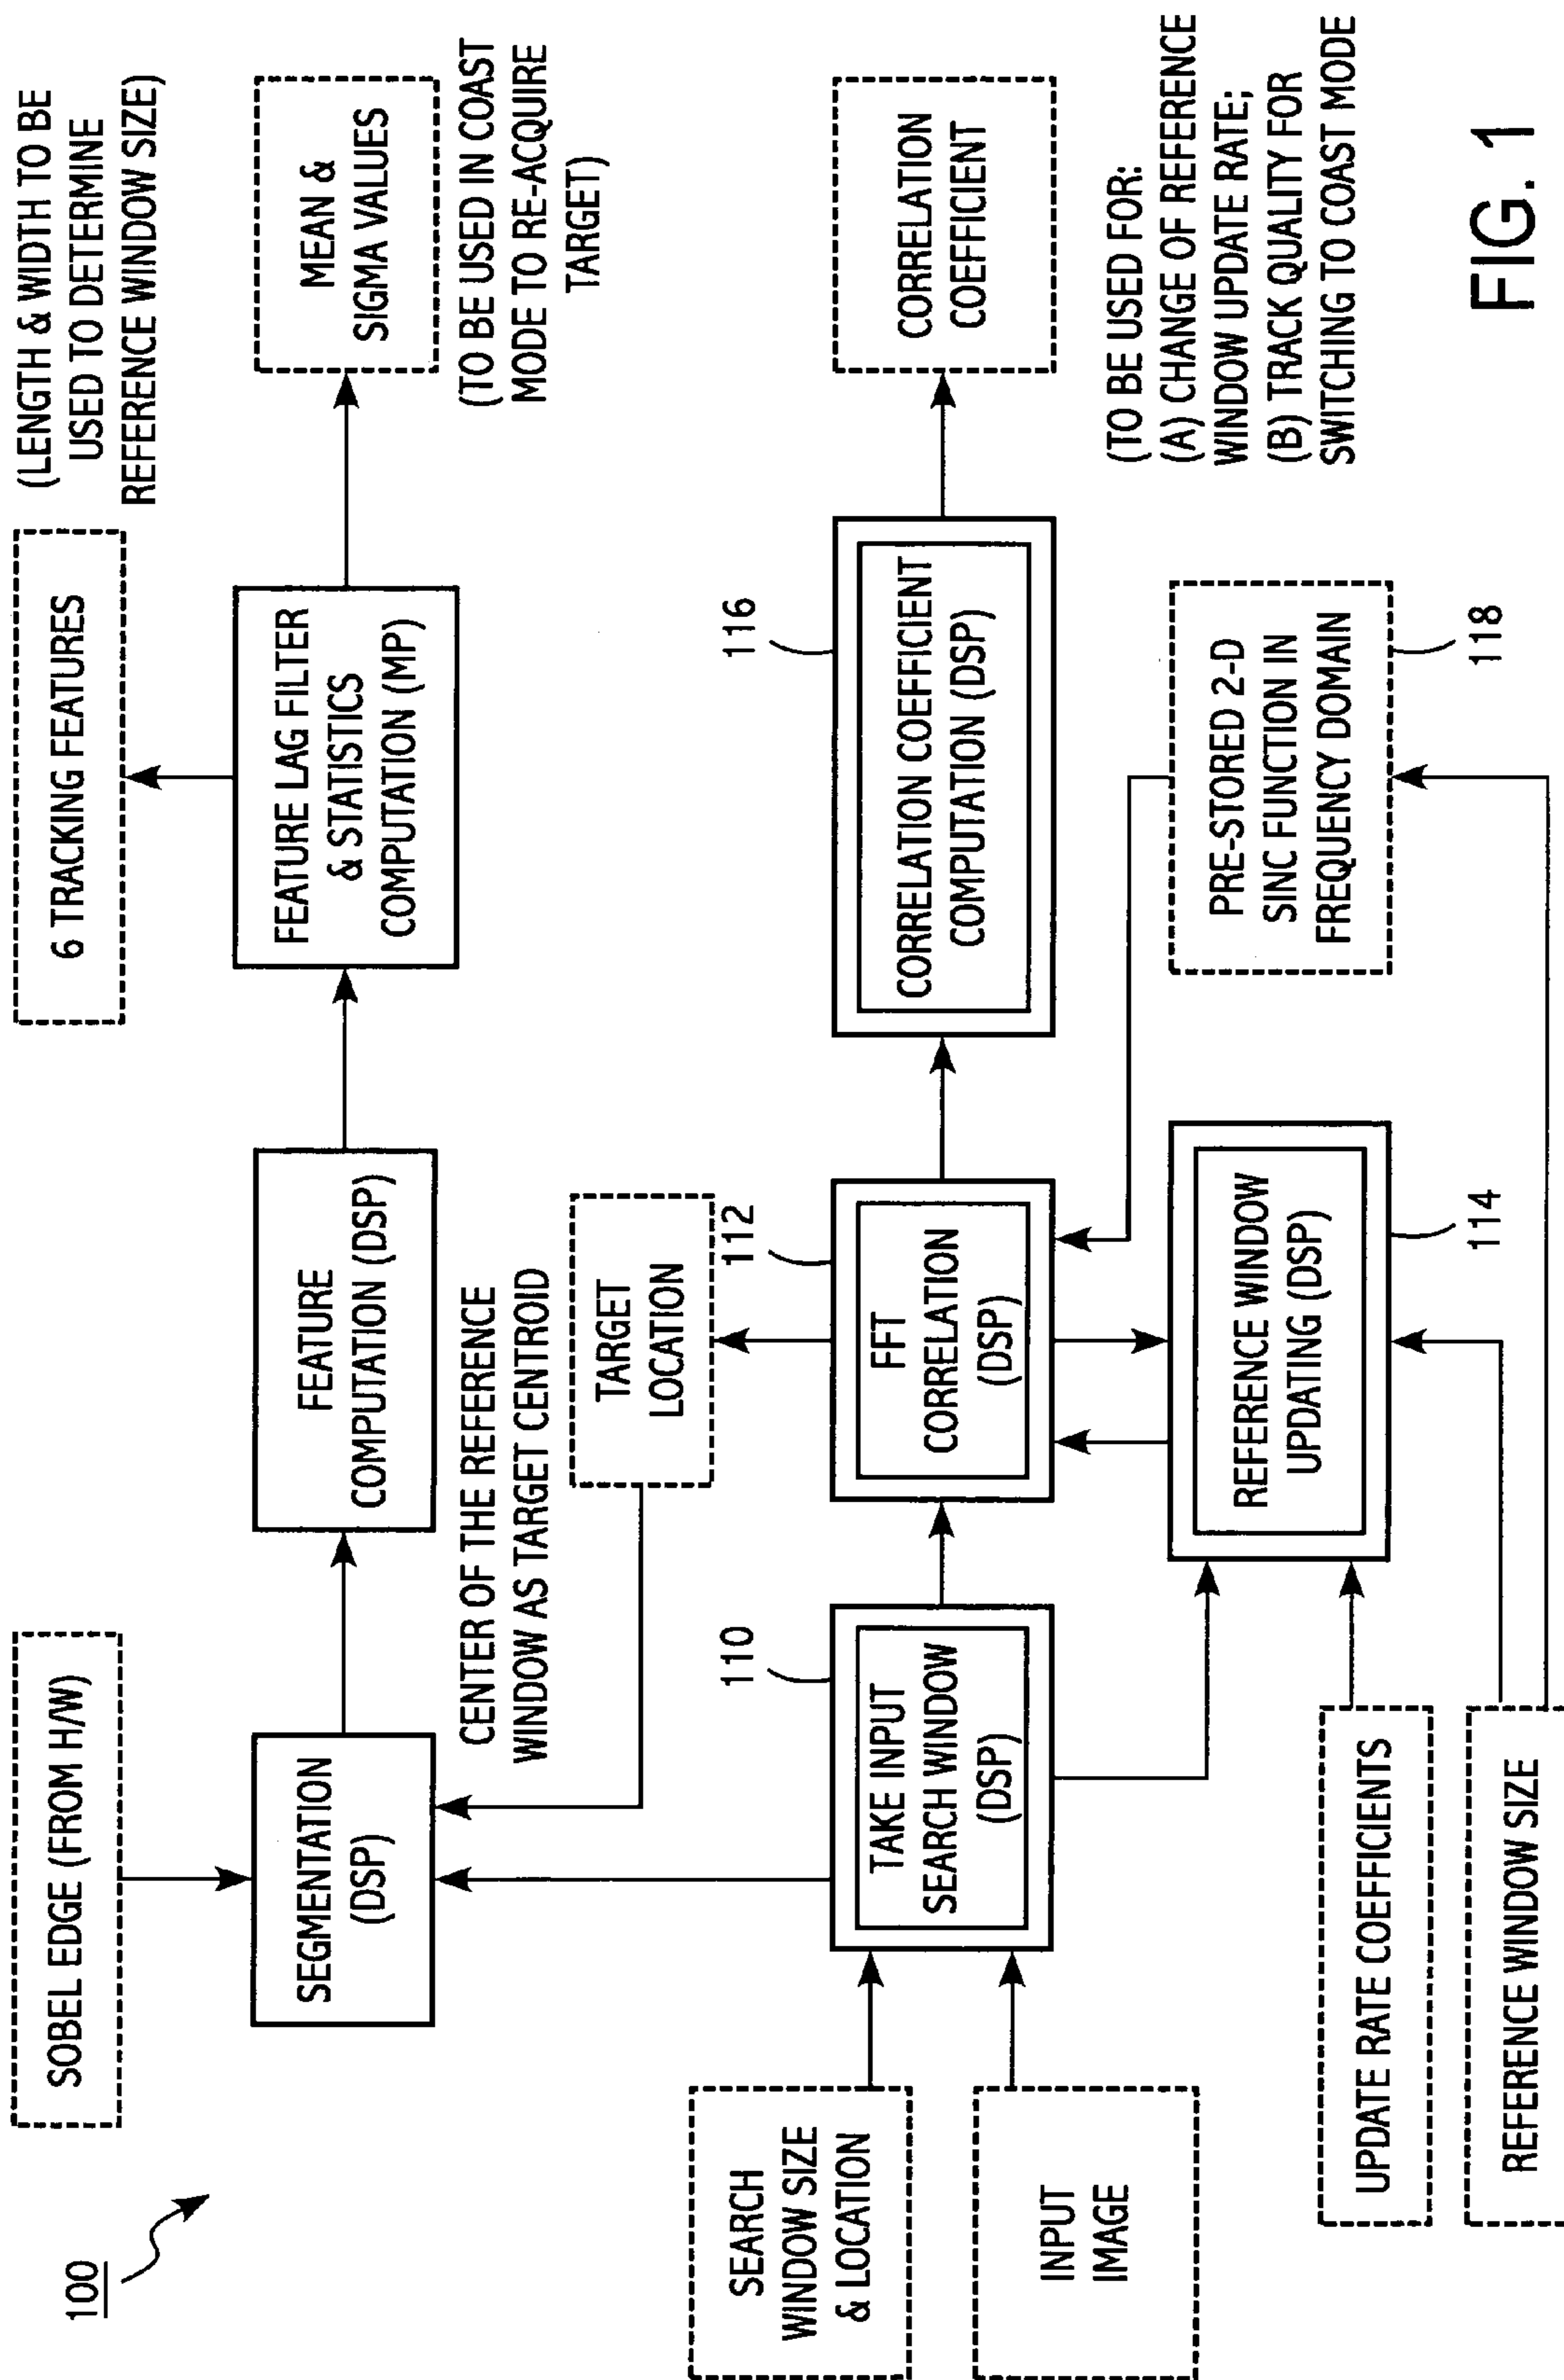 100
SOBEL EDGE (FROM H/W)
6 TRACKING FEATURES
(LENGTH & WIDTH TO BE
USED TO DETERMINE
REFERENCE WINDOW SIZE)
SEGMENTATION
(DSP)
FEATURE
COMPUTATION (DSP)
FEATURE LAG FILTER
& STATISTICS
COMPUTATION (MP)
MEAN &
SIGMA VALUES
(TO BE USED IN COAST
MODE TO RE-ACQUIRE
TARGET)
CENTER OF THE REFERENCE
WINDOW AS TARGET CENTROID
TARGET
LOCATION
SEARCH
WINDOW SIZE
& LOCATION
INPUT
IMAGE
110
TAKE INPUT
SEARCH WINDOW
(DSP)
112
FFT
CORRELATION
(DSP)
116
CORRELATION COEFFICIENT
COMPUTATION (DSP)
CORRELATION
COEFFICIENT
(TO BE USED FOR:
(A) CHANGE OF REFERENCE
WINDOW UPDATE RATE;
(B) TRACK QUALITY FOR
SWITCHING TO COAST MODE
REFERENCE WINDOW
UPDATING (DSP)
114
PRE-STORED 2-D
SINC FUNCTION IN
FREQUENCY DOMAIN
118
UPDATE RATE COEFFICIENTS
REFERENCE WINDOW SIZE
FIG. 1